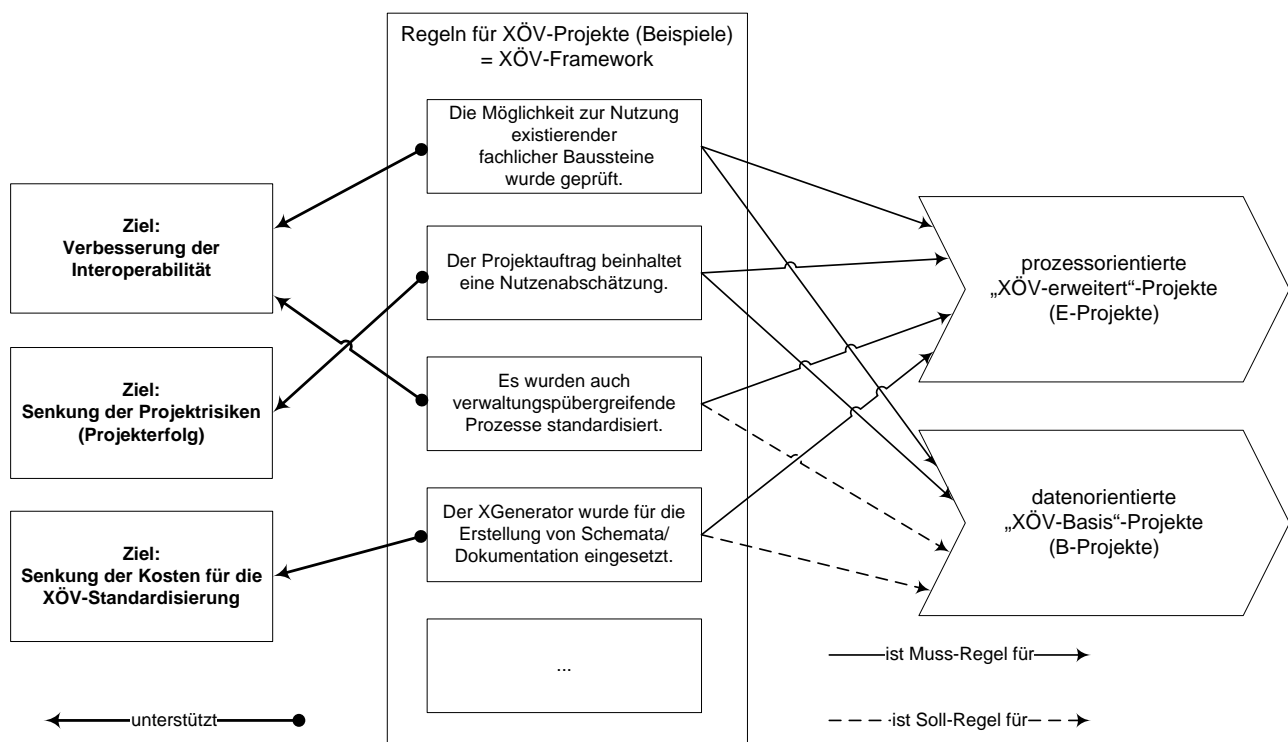 Regeln für XÖV-Projekte (Beispiele)
= XÖV-Framework
Die Möglichkeit zur Nutzung
existierender
fachlicher Baussteine
wurde geprüft.
Der Projektauftrag beinhaltet
eine Nutzenabschätzung.
Es wurden auch
verwaltungspübergreifende
Prozesse standardisiert.
Der XGenerator wurde für die
Erstellung von Schemata/
Dokumentation eingesetzt.
...
Ziel:
Verbesserung der
Interoperabilität
Ziel:
Senkung der Projektrisiken
(Projekterfolg)
Ziel:
Senkung der Kosten für die
XÖV-Standardisierung
unterstützt
prozessorientierte
„XÖV-erweitert“-Projekte
(E-Projekte)
datenorientierte
„XÖV-Basis“-Projekte
(B-Projekte)
ist Muss-Regel für
ist Soll-Regel für